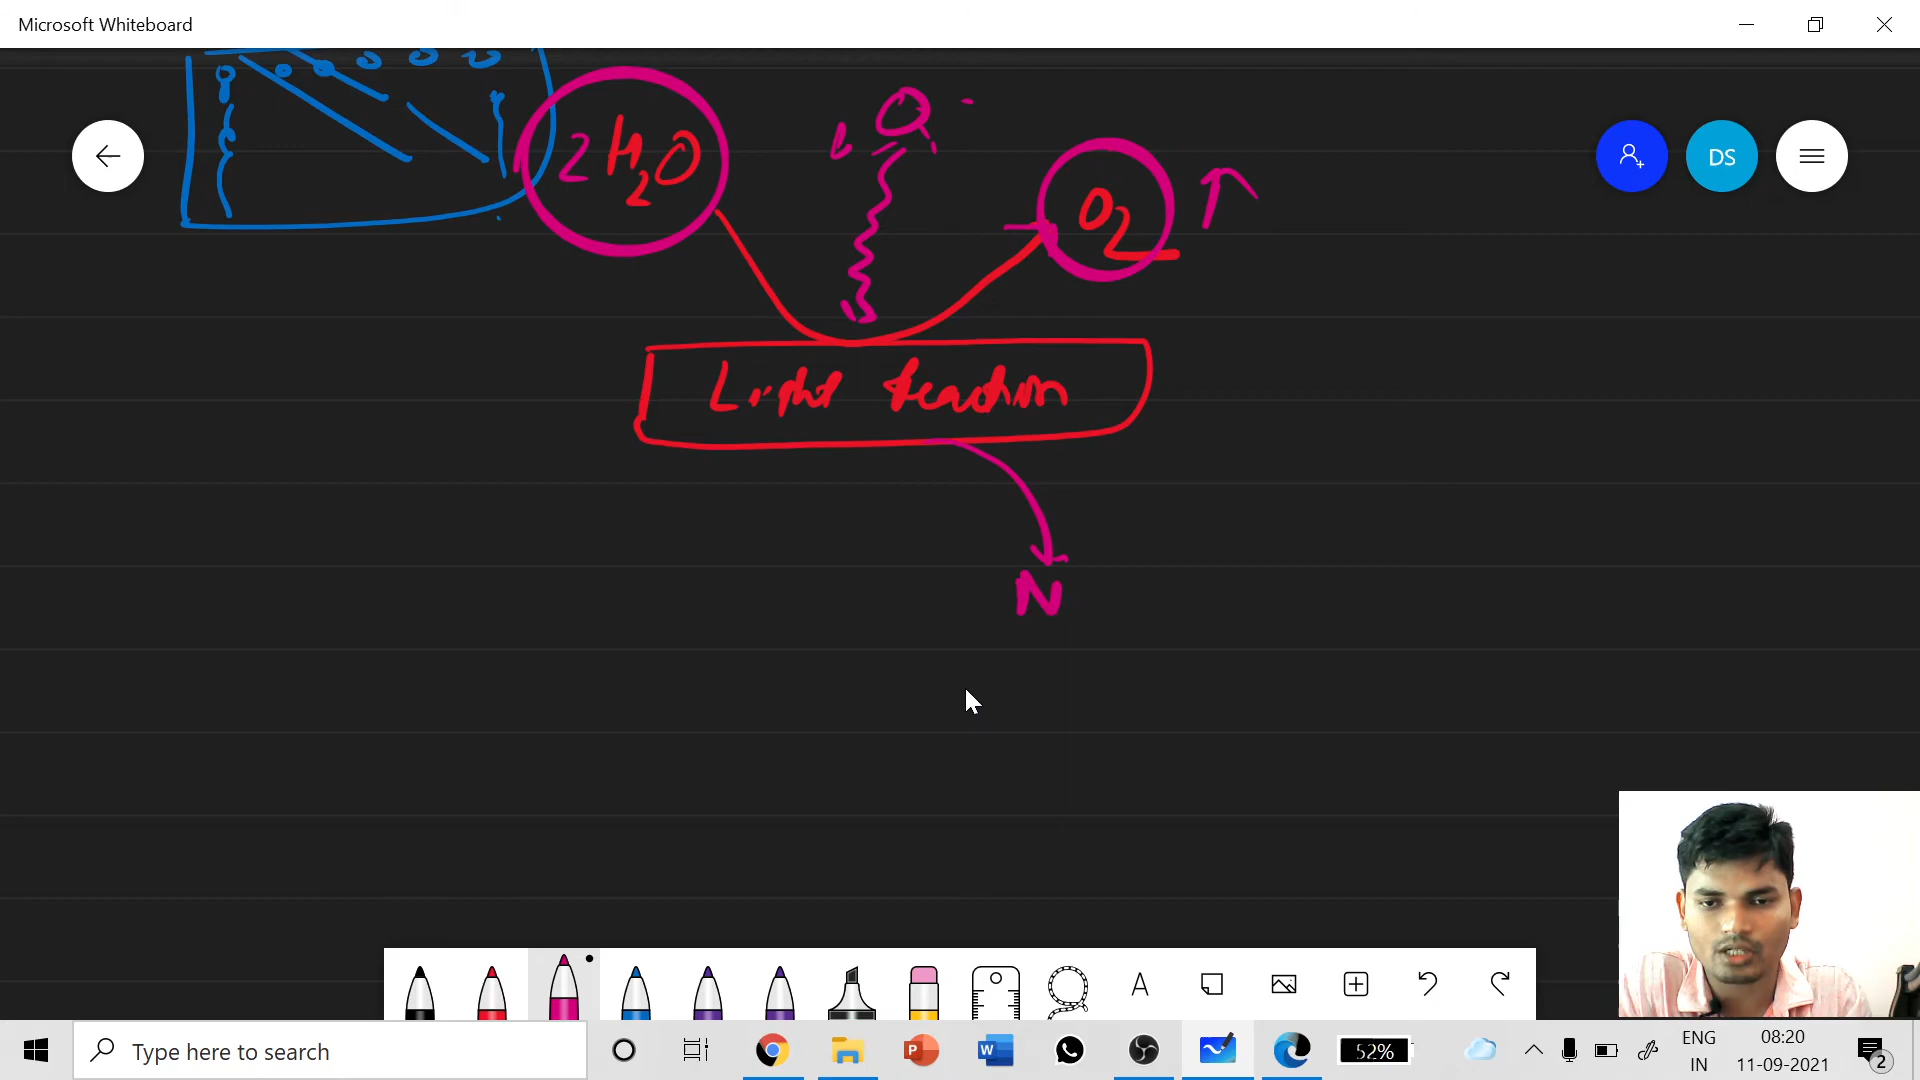 Microsoft Whiteboard
2H2O
O2
DS
Light Reaction
N
A
Type here to search
52%
ENG
IN
08:20
11-09-2021
2